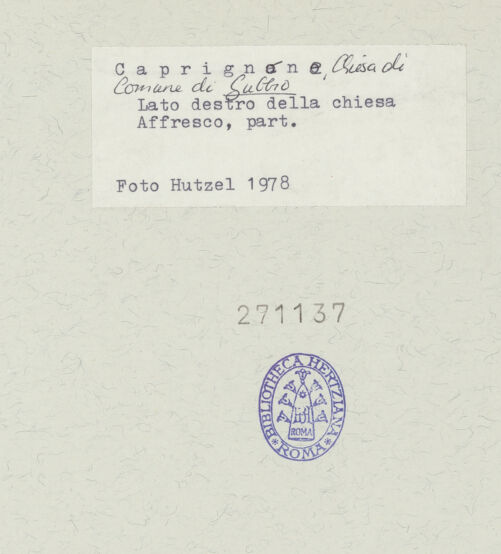 C a p r i g n o n e, Chiesa di
Comune di Gubbio
Lato destro della chiesa
Affresco, part.
Foto Hutzel 1978
271137
BIBLIOTHECA HERTZIANA
ROMA
* ROMA *